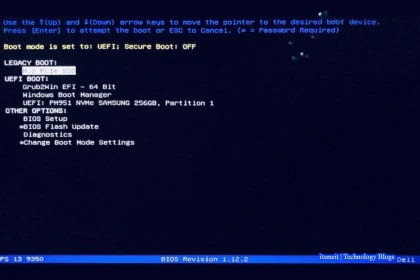 Use the ↑(Up) and ↓(Down) arrow keys to move the pointer to the desired boot device.
Press [Enter] to attempt the boot or ESC to Cancel. (* = Password Required)
Boot mode is set to: UEFI; Secure Boot: OFF
LEGACY BOOT:
M.2 PCIe SSD
UEFI BOOT:
Grub2Win EFI - 64 Bit
Windows Boot Manager
UEFI: PM951 NVMe SAMSUNG 256GB, Partition 1
OTHER OPTIONS:
BIOS Setup
*BIOS Flash Update
Diagnostics
*Change Boot Mode Settings
PS 13 9350
BIOS Revision 1.12.2
Dell
itsmeit | Technology Blogs